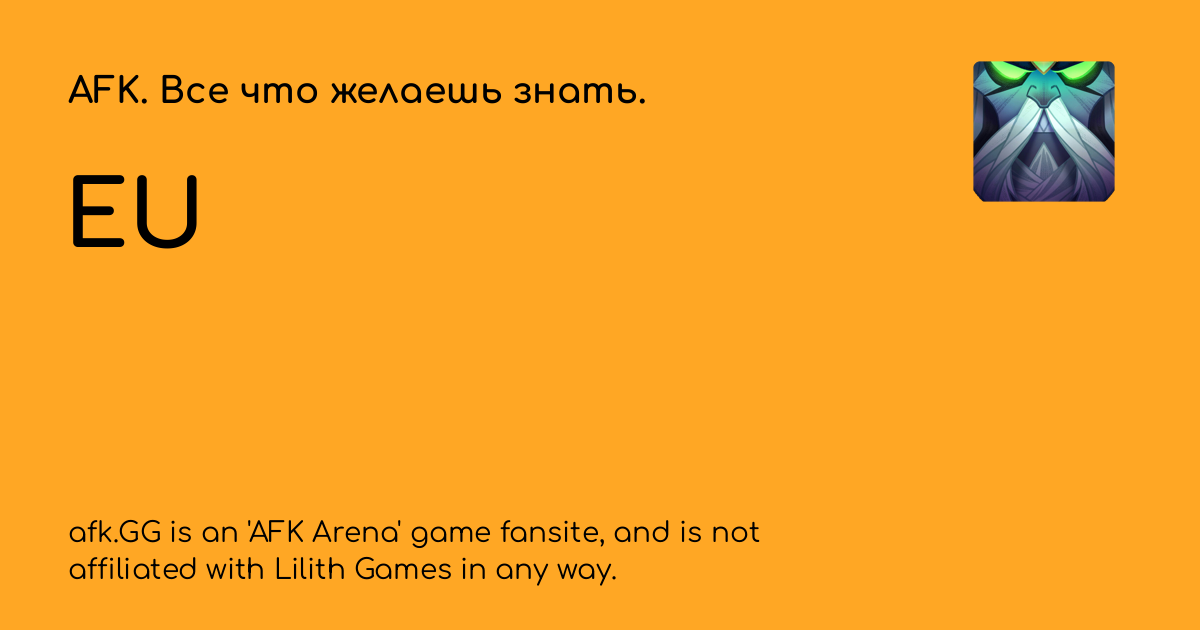 AFK. Все что желаешь знать.
EU
afk.GG is an 'AFK Arena' game fansite, and is not
affiliated with Lilith Games in any way.